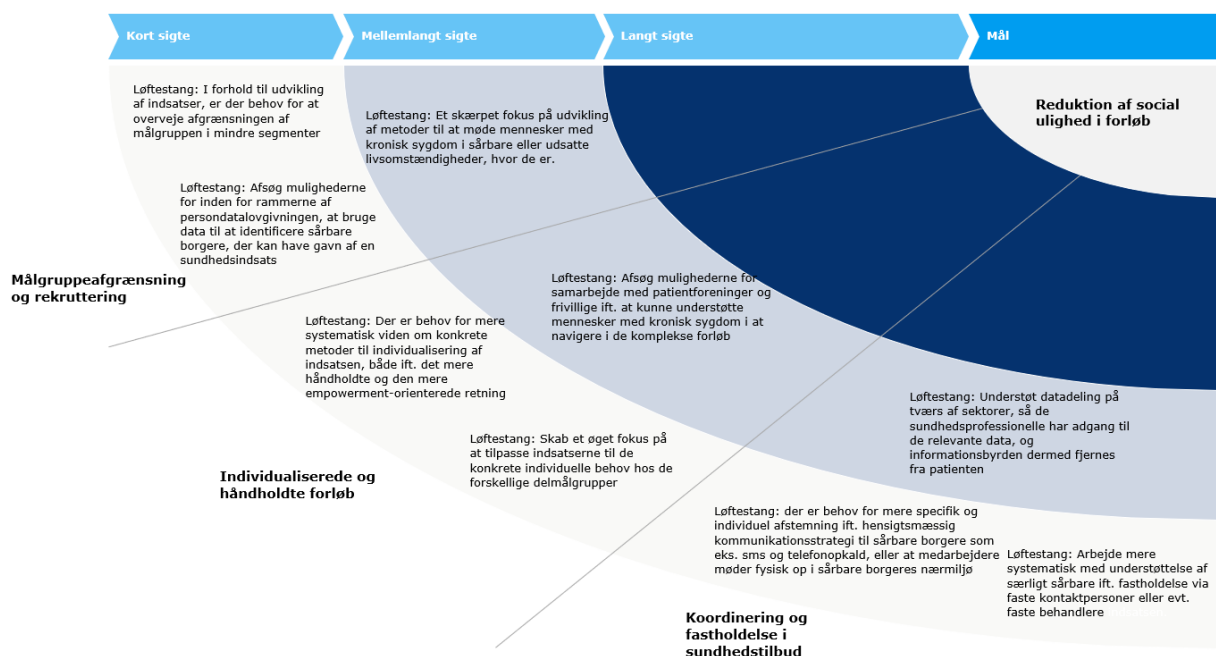 Kort sigte
Mellemlangt sigte
Langt sigte
Mål
Reduktion af social
ulighed i forløb
Løftestang: I forhold til udvikling
af indsatser, er der behov for at
overveje afgrænsningen af
målgruppen i mindre segmenter
Løftestang: Et skærpet fokus på udvikling
af metoder til at møde mennesker med
kronisk sygdom i sårbare eller udsatte
livsomstændigheder, hvor de er.
Løftestang: Afsøg mulighederne
for inden for rammerne af
persondatalovgivningen, at bruge
data til at identificere sårbare
borgere, der kan have gavn af en
sundhedsindsats
Målgruppeafgrænsning
og rekruttering
Løftestang: Afsøg mulighederne for
samarbejde med patientforeninger og
frivillige ift. at kunne understøtte
mennesker med kronisk sygdom i at
navigere i de komplekse forløb
Løftestang: Der er behov for mere
systematisk viden om konkrete
metoder til individualisering af
indsatsen, både ift. det mere
håndholdte og den mere
empowerment-orienterede retning
Løftestang: Skab et øget fokus på
at tilpasse indsatserne til de
konkrete individuelle behov hos de
forskellige delmålgrupper
Individualiserede og
håndholdte forløb
Løftestang: Understøt datadeling på
tværs af sektorer, så de
sundhedsprofessionelle har adgang til
de relevante data, og
informationsbyrden dermed fjernes
fra patienten
Løftestang: der er behov for mere specifik og
individuel afstemning ift. hensigtsmæssig
kommunikationsstrategi til sårbare borgere som
eks. sms og telefonopkald, eller at medarbejdere
møder fysisk op i sårbare borgeres nærmiljø
Løftestang: Arbejde mere
systematisk med understøttelse af
særligt sårbare ift. fastholdelse via
faste kontaktpersoner eller evt.
faste behandlere
Koordinering og
fastholdelse i
sundhedstilbud